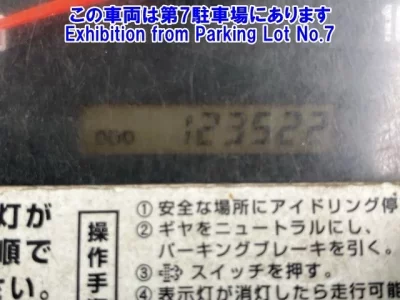 この車両は第7駐車場にあります
Exhibition from Parking Lot No.7
ODO 123522
灯が
順で
さい。
操作手
① 安全な場所にアイドリング停
② ギヤをニュートラルにし、
パーキングブレーキを引く。
③ スイッチを押す。
④ 表示灯が消灯したら走行可能